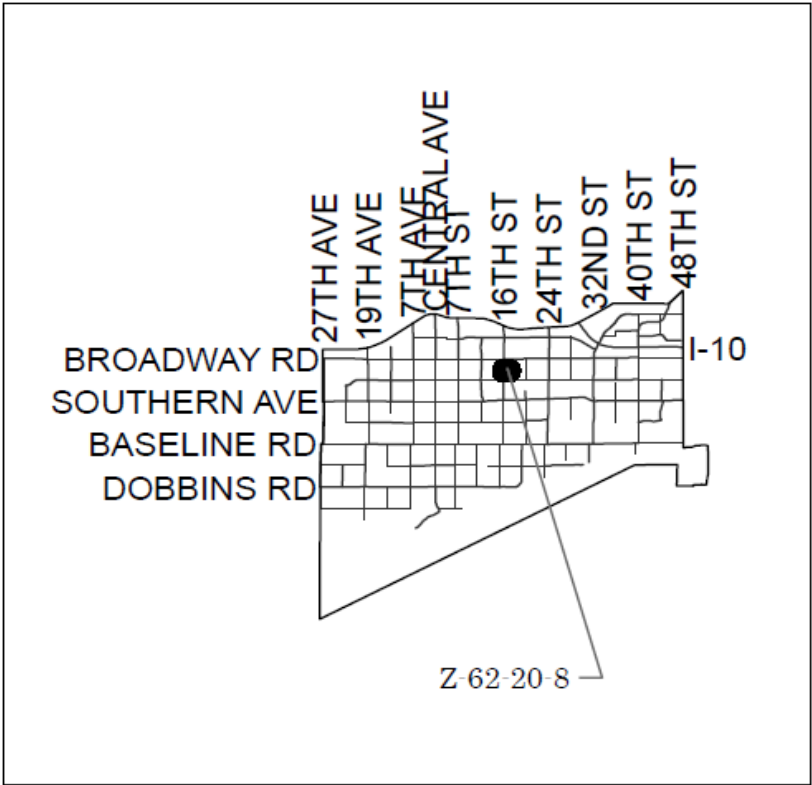 27TH AVE
19TH AVE
7TH AVE
CENTRAL AVE
7TH ST
16TH ST
24TH ST
32ND ST
40TH ST
48TH ST
I-10
BROADWAY RD
SOUTHERN AVE
BASELINE RD
DOBBINS RD
Z-62-20-8